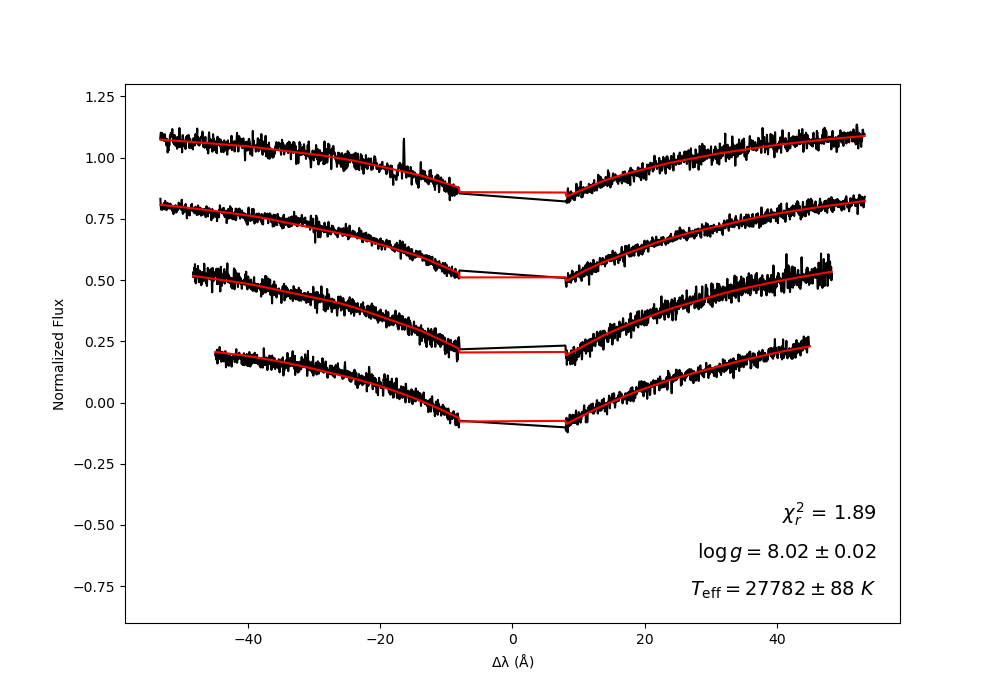 1.25
1.00
0.75
0.50
0.25
0.00
−0.25
−0.50
−0.75
Normalized Flux
χ²ᵣ = 1.89
log g = 8.02 ± 0.02
T_eff = 27782 ± 88 K
−40 −20 0 20 40
Δλ (Å)